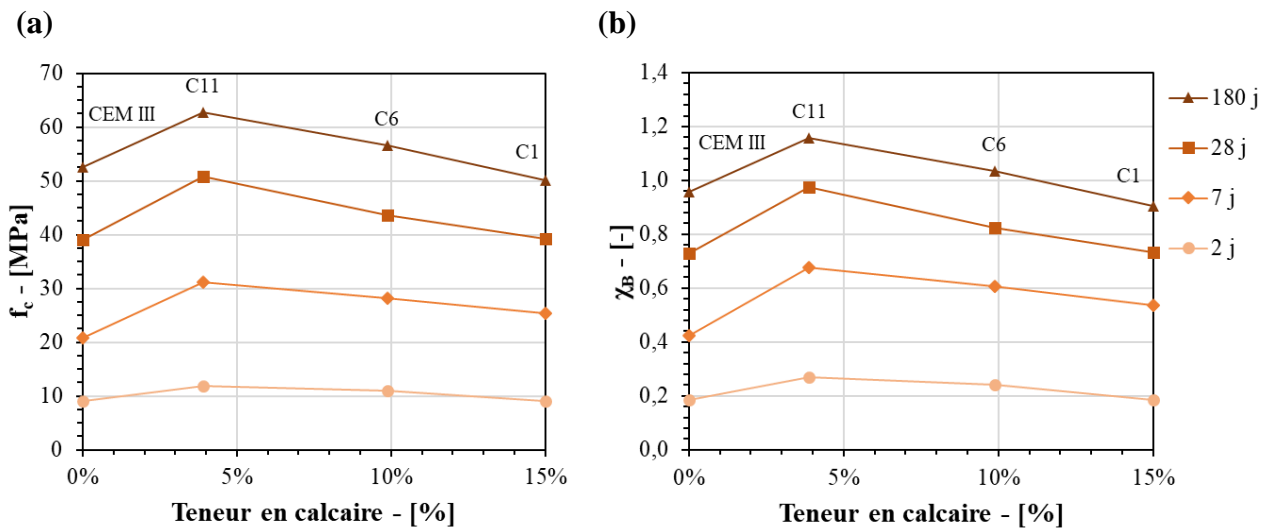 (a)
f_c - [MPa]
70
60
50
40
30
20
10
0
CEM III
C11
C6
C1
0%
5%
10%
15%
Teneur en calcaire - [%]
(b)
χ_B - [-]
1,4
1,2
1,0
0,8
0,6
0,4
0,2
0,0
CEM III
C11
C6
C1
0%
5%
10%
15%
Teneur en calcaire - [%]
180 j
28 j
7 j
2 j